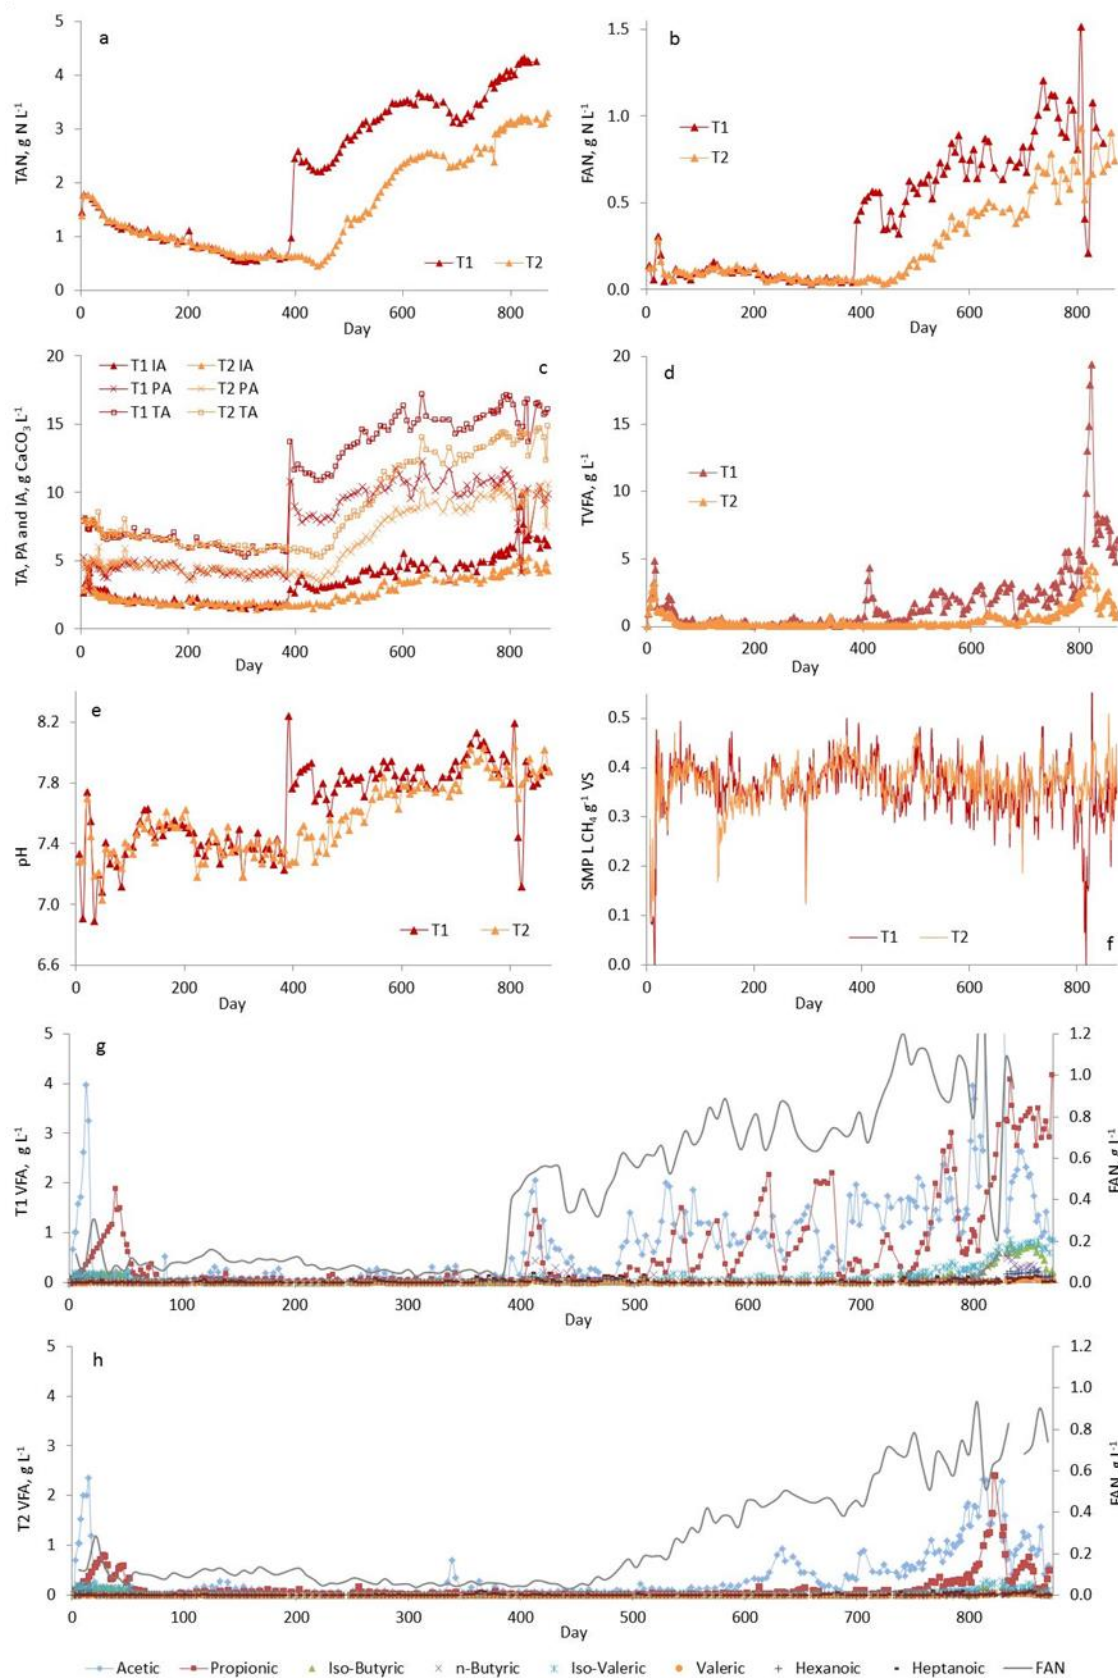 a
TAN, g N L-1
5
4
3
2
1
0
0 200 400 600 800
Day
T1 T2
b
FAN, g N L-1
1.5
1.0
0.5
0.0
0 200 400 600 800
Day
T1
T2
c
TA, PA and IA, g CaCO3 L-1
20
15
10
5
0
0 200 400 600 800
Day
T1 IA T2 IA
T1 PA T2 PA
T1 TA T2 TA
d
TVFA, g L-1
20
15
10
5
0
0 200 400 600 800
Day
T1
T2
e
pH
8.2
7.8
7.4
7.0
6.6
0 200 400 600 800
Day
T1 T2
SMP L CH4 g-1 VS
0.5
0.4
0.3
0.2
0.1
0.0
0 200 400 600 800
Day
T1 T2
f
g
T1 VFA, g L-1
5
4
3
2
1
0
0 100 200 300 400 500 600 700 800
Day
1.2
1.0
0.8
0.6
0.4
0.2
0.0
FAN, g L-1
h
T2 VFA, g L-1
5
4
3
2
1
0
0 100 200 300 400 500 600 700 800
Day
1.2
1.0
0.8
0.6
0.4
0.2
0.0
FAN, g L-1
Acetic Propionic Iso-Butyric n-Butyric Iso-Valeric Valeric Hexanoic Heptanoic FAN